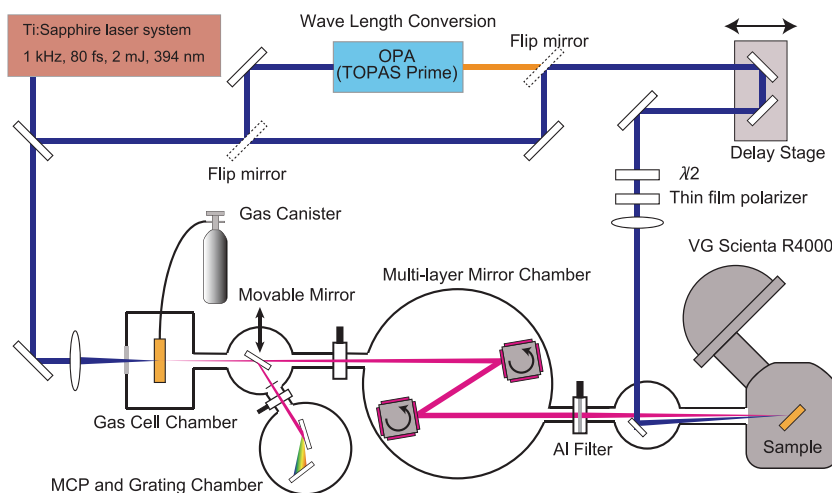 Ti:Sapphire laser system
1 kHz, 80 fs, 2 mJ, 394 nm
Wave Length Conversion
OPA
(TOPAS Prime)
Flip mirror
Flip mirror
Delay Stage
λ/2
Thin film polarizer
Gas Canister
VG Scienta R4000
Movable Mirror
Multi-layer Mirror Chamber
Gas Cell Chamber
MCP and Grating Chamber
Al Filter
Sample